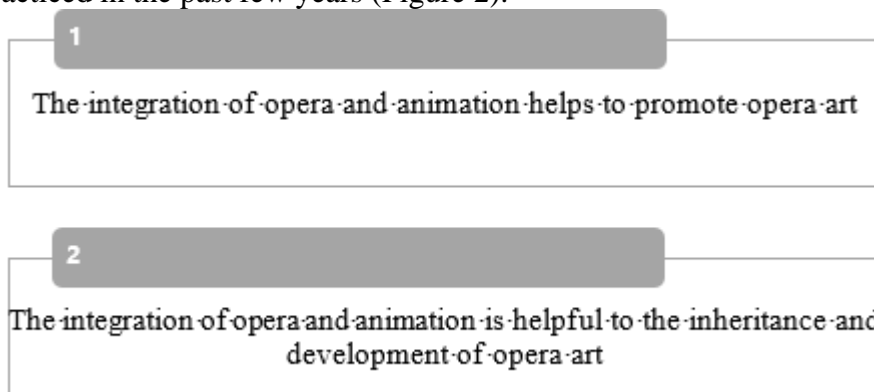 acticed in the past few years (Figure 2).
1
The·integration·of·opera·and·animation·helps·to·promote·opera·art
2
The·integration·of·opera·and·animation·is·helpful·to·the·inheritance·and
development·of·opera·art